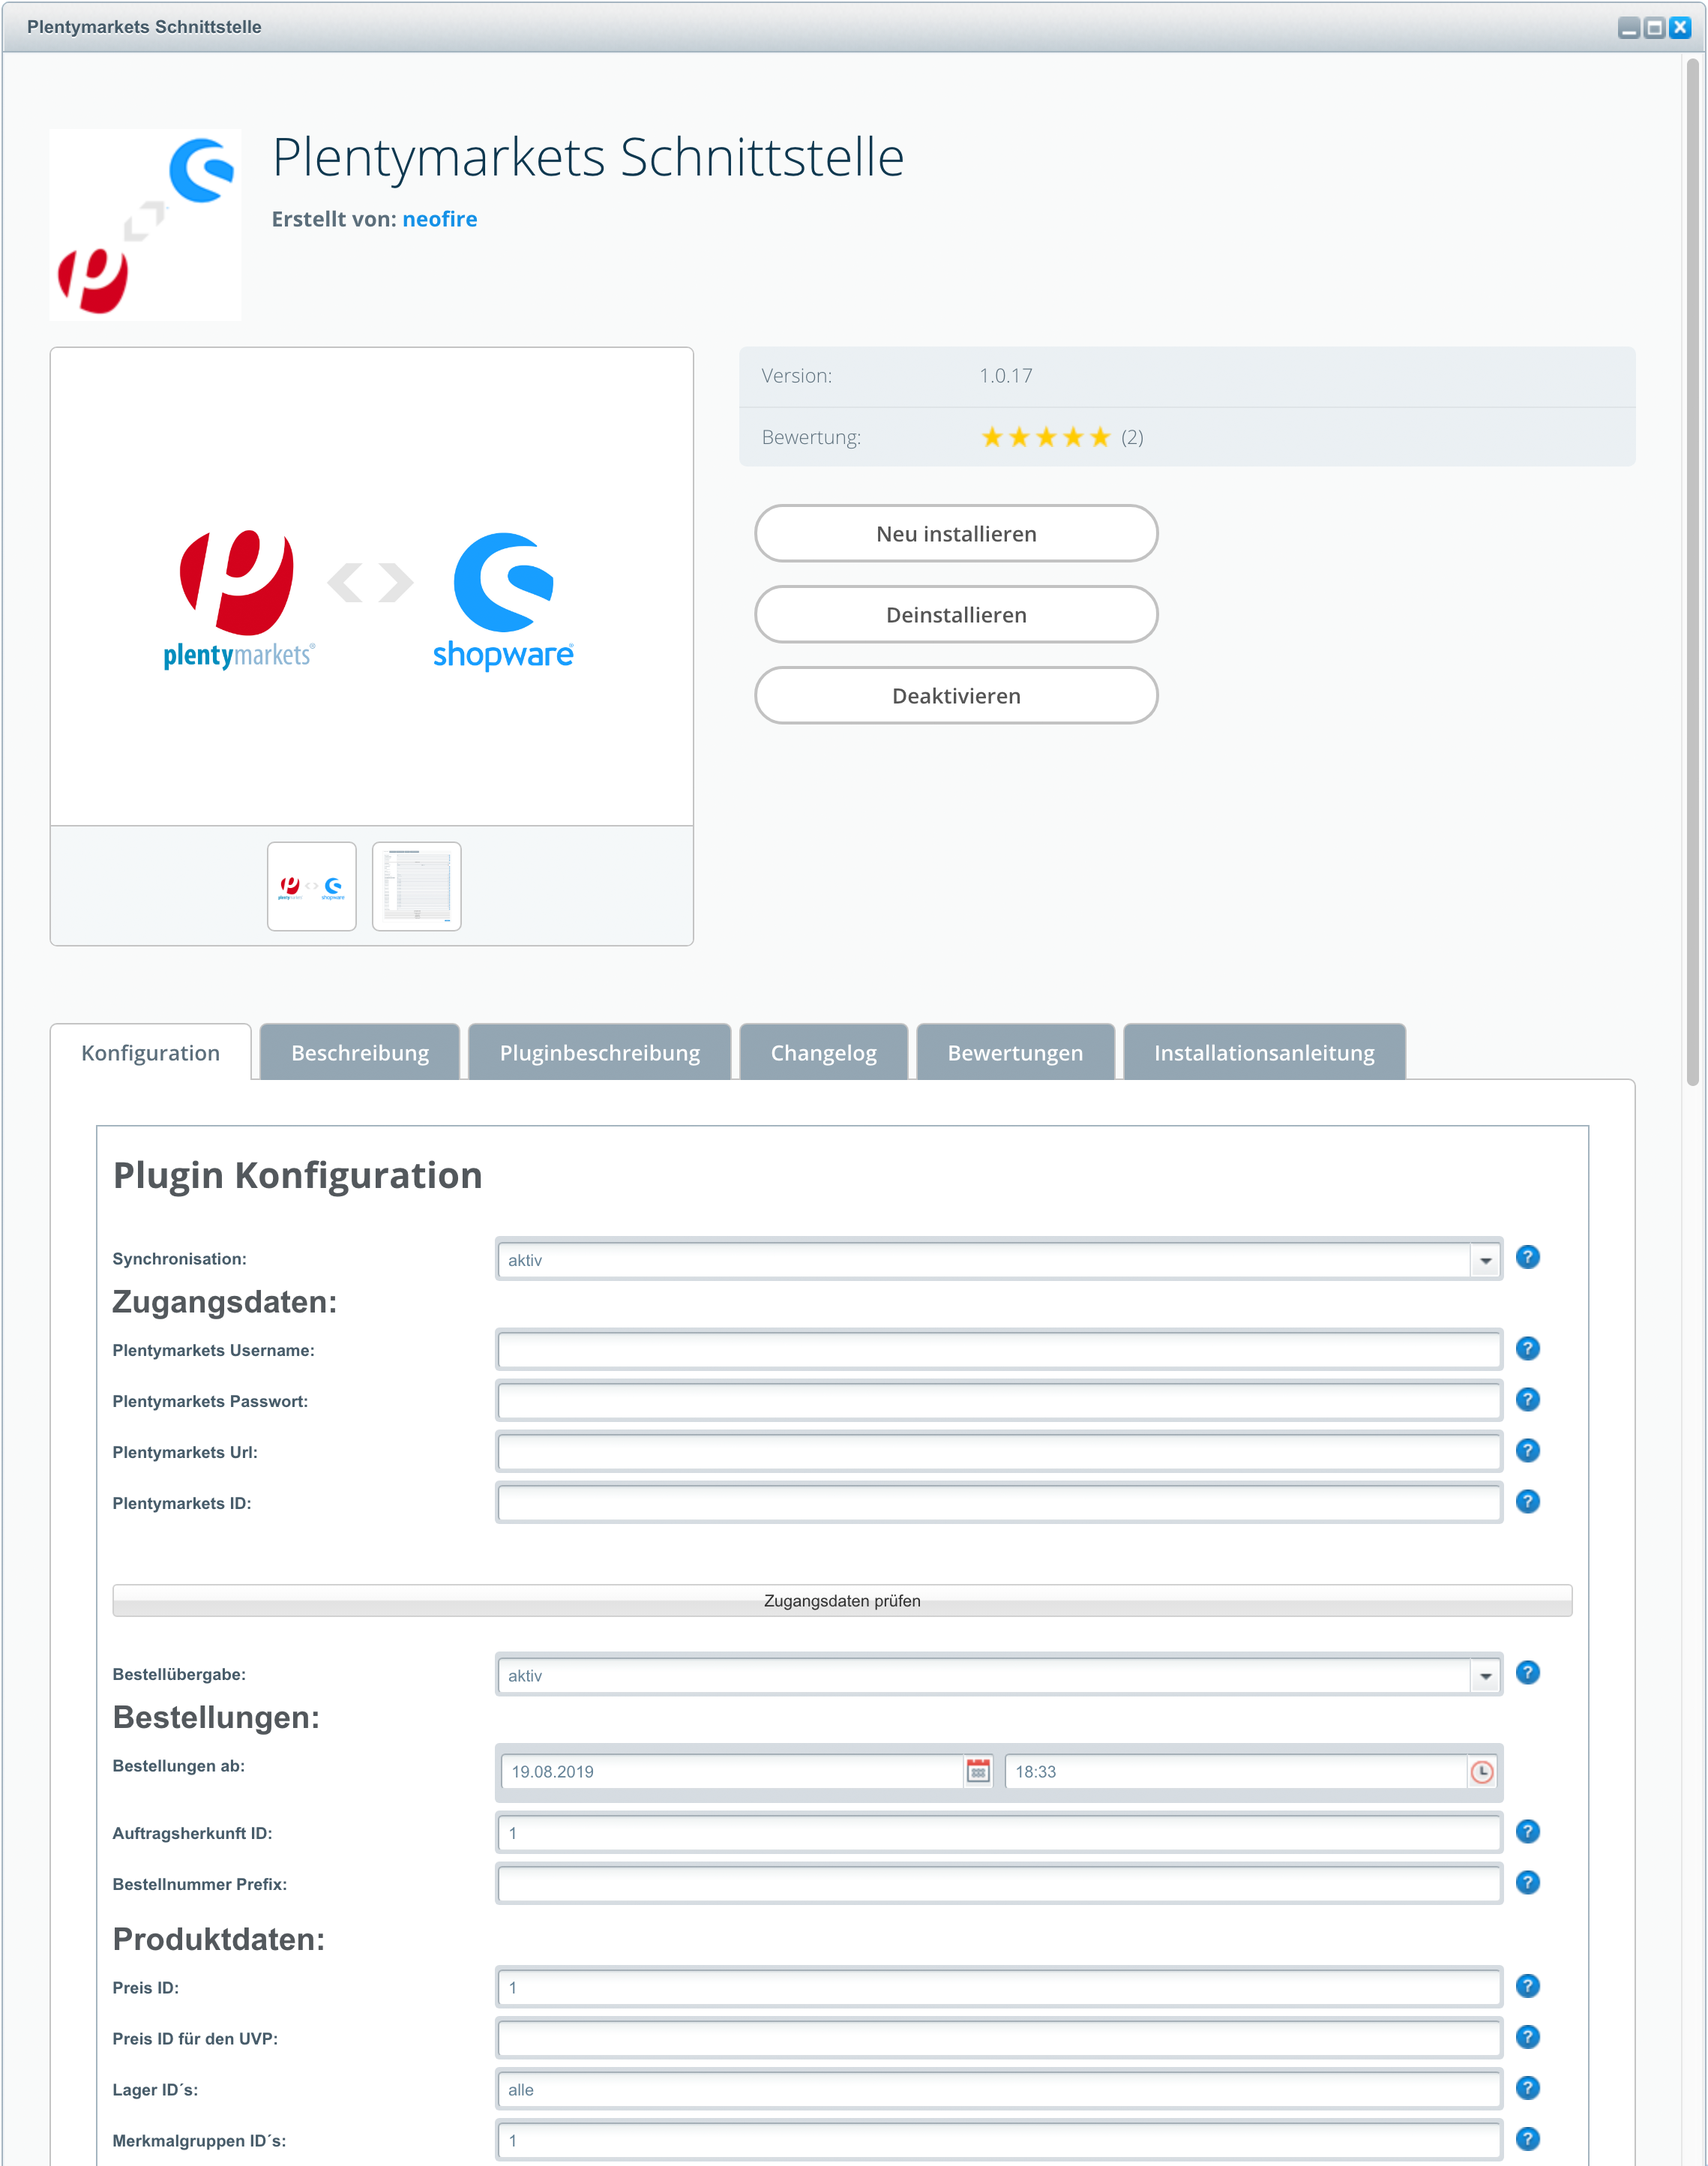 Plentymarkets Schnittstelle
Plentymarkets Schnittstelle
Erstellt von: neofire
Version: 1.0.17
Bewertung: (2)
Neu installieren
Deinstallieren
Deaktivieren
plentymarkets®
shopware
Konfiguration Beschreibung Pluginbeschreibung Changelog Bewertungen Installationsanleitung
Plugin Konfiguration
Synchronisation: aktiv
Zugangsdaten:
Plentymarkets Username:
Plentymarkets Passwort:
Plentymarkets Url:
Plentymarkets ID:
Zugangsdaten prüfen
Bestellübergabe: aktiv
Bestellungen:
Bestellungen ab: 19.08.2019 18:33
Auftragsherkunft ID: 1
Bestellnummer Prefix:
Produktdaten:
Preis ID: 1
Preis ID für den UVP:
Lager ID´s: alle
Merkmalgruppen ID´s: 1